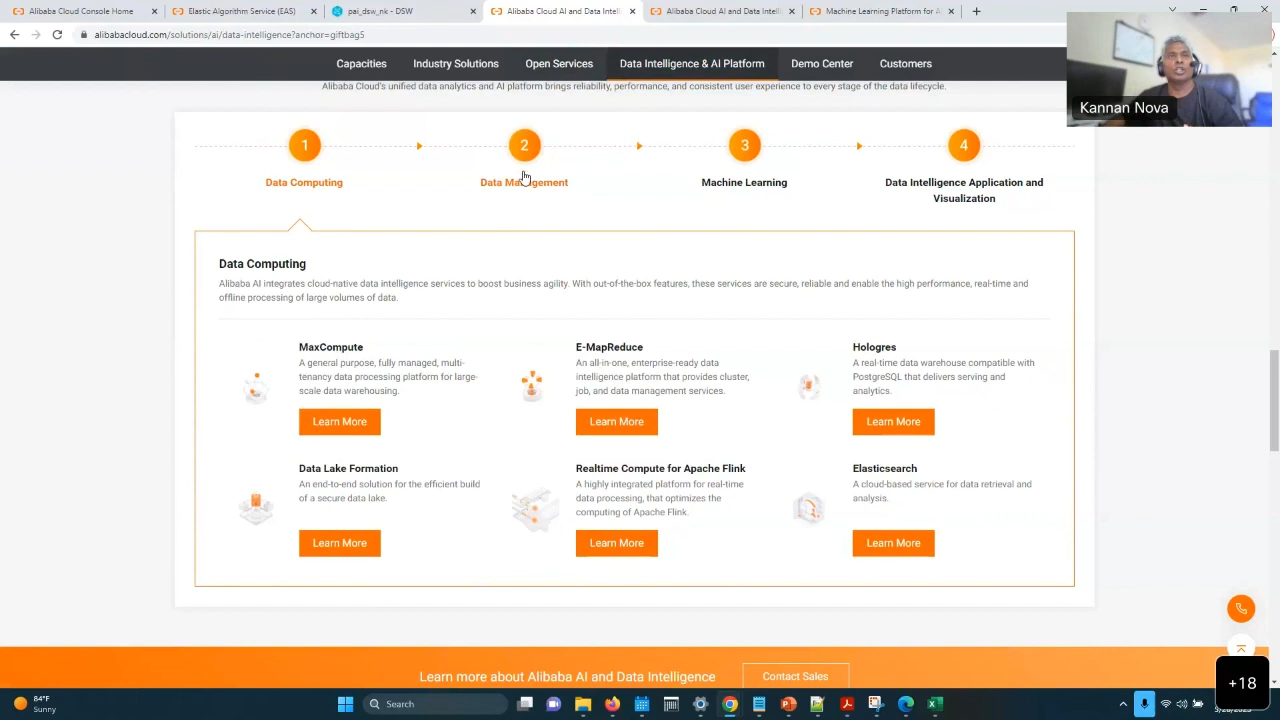 Alibaba Cloud Console Home
Elastic Algorithm Service (EAS)
pai_dsw_nk - DSW
Alibaba Cloud AI and Data Intelli
Alibaba Cloud AI and Data Intelli
Machine Learning Platform for A
alibabacloud.com/solutions/ai/data-intelligence?anchor=giftbag5
Capacities
Industry Solutions
Open Services
Data Intelligence & AI Platform
Demo Center
Customers
Alibaba Cloud's unified data analytics and AI platform brings reliability, performance, and consistent user experience to every stage of the data lifecycle.
Kannan Nova
1
2
3
4
Data Computing
Data Management
Machine Learning
Data Intelligence Application and
Visualization
Data Computing
Alibaba AI integrates cloud-native data intelligence services to boost business agility. With out-of-the-box features, these services are secure, reliable and enable the high performance, real-time and
offline processing of large volumes of data.
MaxCompute
A general purpose, fully managed, multi-
tenancy data processing platform for large-
scale data warehousing.
Learn More
E-MapReduce
An all-in-one, enterprise-ready data
intelligence platform that provides cluster,
job, and data management services.
Learn More
Hologres
A real-time data warehouse compatible with
PostgreSQL that delivers serving and
analytics.
Learn More
Data Lake Formation
An end-to-end solution for the efficient build
of a secure data lake.
Learn More
Realtime Compute for Apache Flink
A highly integrated platform for real-time
data processing, that optimizes the
computing of Apache Flink.
Learn More
Elasticsearch
A cloud-based service for data retrieval and
analysis.
Learn More
Learn more about Alibaba AI and Data Intelligence
Contact Sales
+18
84°F
Sunny
Search